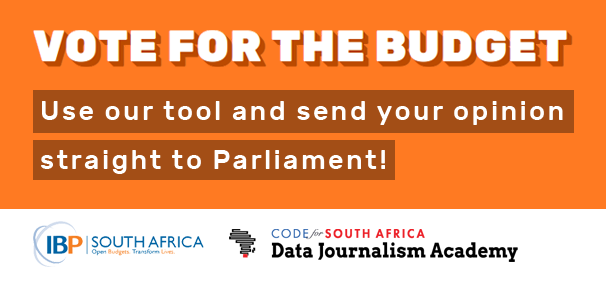 VOTE FOR THE BUDGET
Use our tool and send your opinion
straight to Parliament!
IBP SOUTH AFRICA
Open Budgets. Transform Lives.
CODE for SOUTH AFRICA
Data Journalism Academy